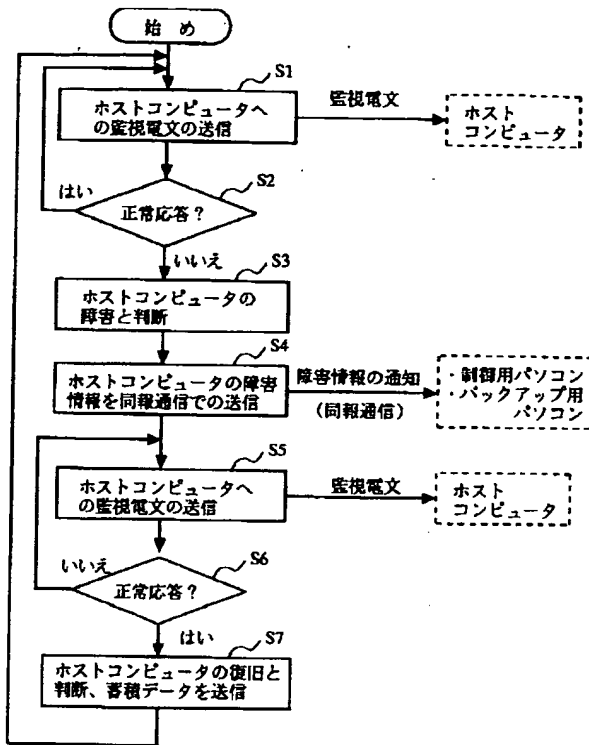 始め
S1
ホストコンピュータへ
の監視電文の送信
監視電文
ホスト
コンピュータ
はい
S2
正常応答?
いいえ
S3
ホストコンピュータの
障害と判断
S4
ホストコンピュータの障害
情報を同報通信での送信
障害情報の通知
(同報通信)
・制御用パソコン
・バックアップ用
パソコン
S5
ホストコンピュータへ
の監視電文の送信
監視電文
ホスト
コンピュータ
いいえ
S6
正常応答?
はい
S7
ホストコンピュータの復旧と
判断、蓄積データを送信